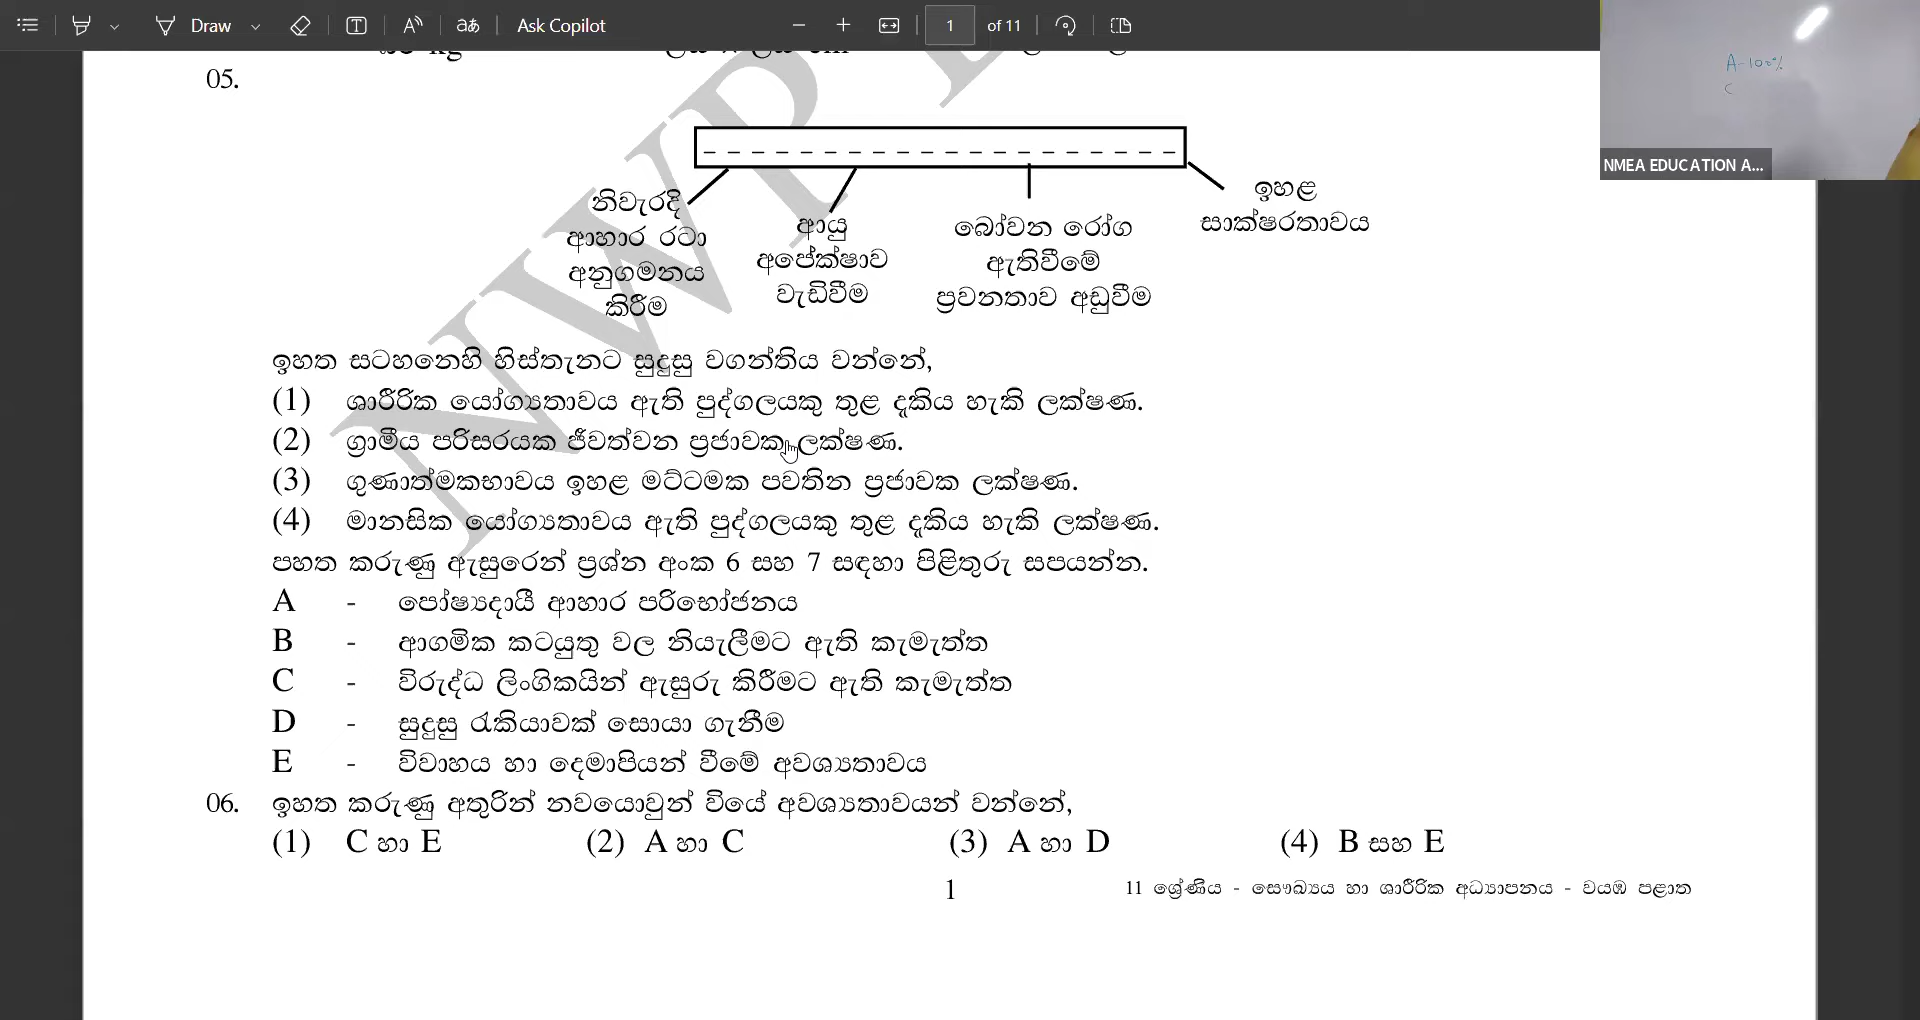 Draw
Ask Copilot
1 of 11
A-100%
C
NMEA EDUCATION A...
05.
නිවැරදි
ආහාර රටා
අනුගමනය
කිරීම
ආයු
අපේක්ෂාව
වැඩිවීම
බෝවන රෝග
ඇතිවීමේ
ප්‍රවනතාව අඩුවීම
ඉහළ
සාක්ෂරතාවය
ඉහත සටහනෙහි හිස්තැනට සුදුසු වගන්තිය වන්නේ,
(1) ශාරීරික යෝග්‍යතාවය ඇති පුද්ගලයකු තුළ දැකිය හැකි ලක්ෂණ.
(2) ග්‍රාමීය පරිසරයක ජීවත්වන ප්‍රජාවක ලක්ෂණ.
(3) ගුණාත්මකභාවය ඉහළ මට්ටමක පවතින ප්‍රජාවක ලක්ෂණ.
(4) මානසික යෝග්‍යතාවය ඇති පුද්ගලයකු තුළ දැකිය හැකි ලක්ෂණ.
පහත කරුණු ඇසුරෙන් ප්‍රශ්න අංක 6 සහ 7 සඳහා පිළිතුරු සපයන්න.
A - පෝෂ්‍යදායී ආහාර පරිභෝජනය
B - ආගමික කටයුතු වල නියැලීමට ඇති කැමැත්ත
C - විරුද්ධ ලිංගිකයින් ඇසුරු කිරීමට ඇති කැමැත්ත
D - සුදුසු රැකියාවක් සොයා ගැනීම
E - විවාහය හා දෙමාපියන් වීමේ අවශ්‍යතාවය
06. ඉහත කරුණු අතුරින් නවයොවුන් වියේ අවශ්‍යතාවයන් වන්නේ,
(1) C හා E (2) A හා C (3) A හා D (4) B සහ E
1 11 ශ්‍රේණිය - සෞඛ්‍යය හා ශාරීරික අධ්‍යාපනය - වයඹ පළාත
NWP